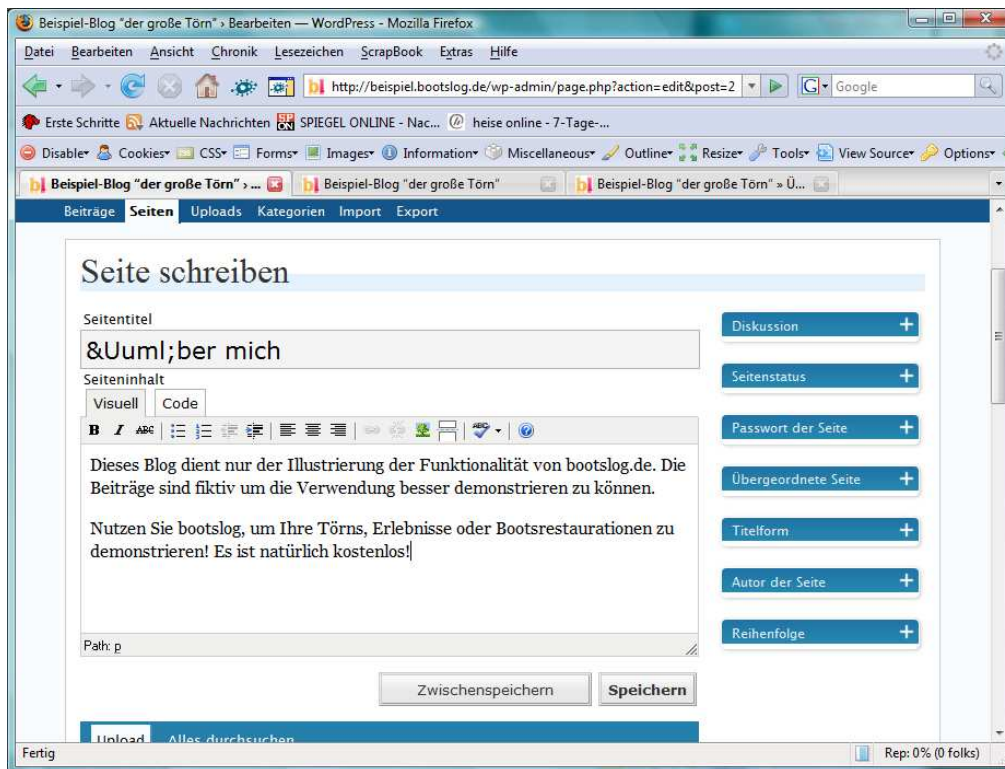 Beispiel-Blog "der große Törn" › Bearbeiten — WordPress - Mozilla Firefox
Datei Bearbeiten Ansicht Chronik Lesezeichen ScrapBook Extras Hilfe
http://beispiel.bootslog.de/wp-admin/page.php?action=edit&post=2 G Google
Erste Schritte Aktuelle Nachrichten SPIEGEL ONLINE - Nac... heise online - 7-Tage-...
Disable Cookies CSS Forms Images Information Miscellaneous Outline Resize Tools View Source Options
Beispiel-Blog "der große Törn" › ... Beispiel-Blog "der große Törn" Beispiel-Blog "der große Törn" » Ü...
Beiträge Seiten Uploads Kategorien Import Export
Seite schreiben
Seitentitel
&Uuml;ber mich
Seiteninhalt
Visuell Code
B I ABC ABC
Dieses Blog dient nur der Illustrierung der Funktionalität von bootslog.de. Die
Beiträge sind fiktiv um die Verwendung besser demonstrieren zu können.
Nutzen Sie bootslog, um Ihre Törns, Erlebnisse oder Bootsrestaurationen zu
demonstrieren! Es ist natürlich kostenlos!
Path: p
Zwischenspeichern Speichern
Diskussion
Seitenstatus
Passwort der Seite
Übergeordnete Seite
Titelform
Autor der Seite
Reihenfolge
Upload Alles durchsuchen
Fertig Rep: 0% (0 folks)